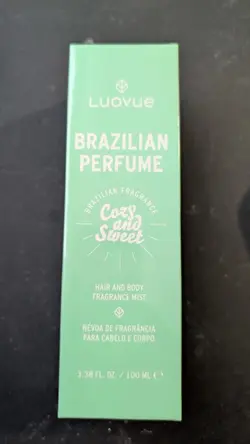 LUOVUE
BRAZILIAN
PERFUME
BRAZILIAN FRAGRANCE
Cozy
and
Sweet
HAIR AND BODY
FRAGRANCE MIST
NÉVOA DE FRAGRÂNCIA
PARA CABELO E CORPO
3.38 FL. OZ. / 100 ML ℮